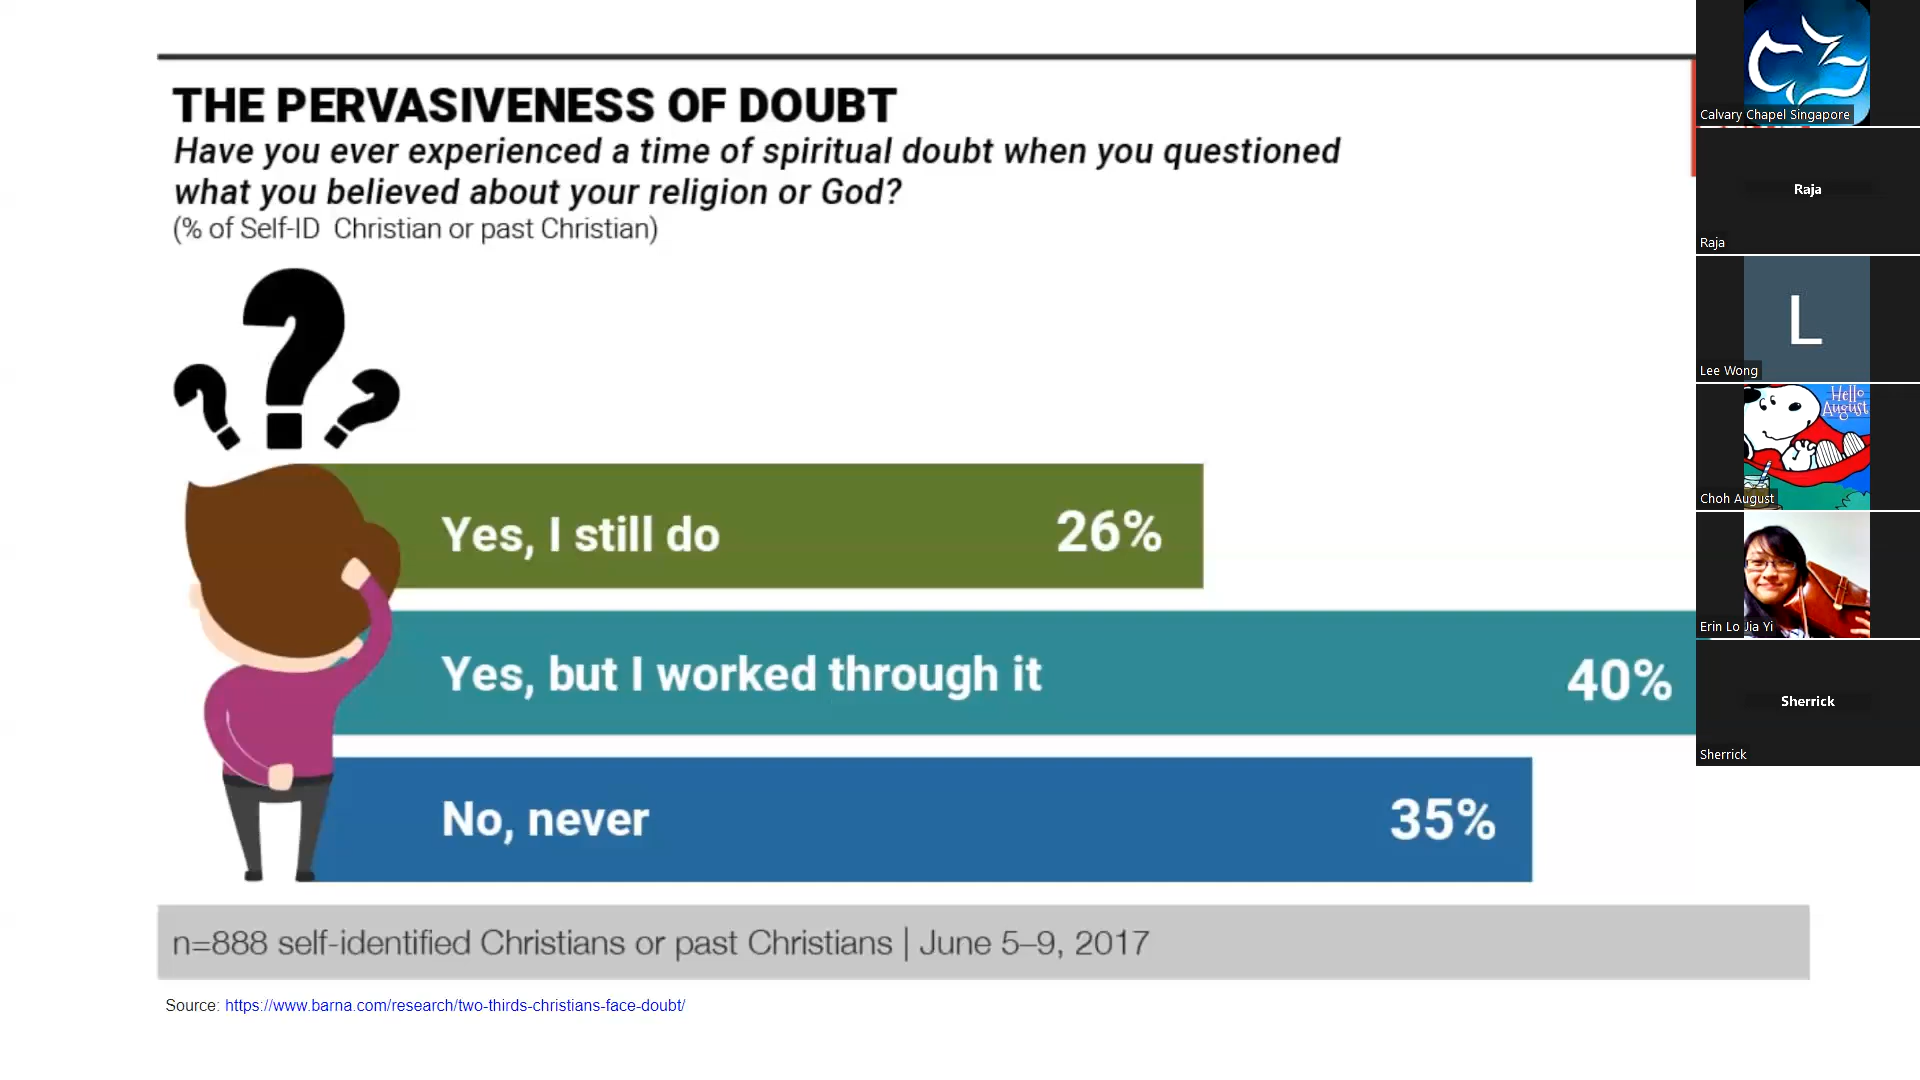 THE PERVASIVENESS OF DOUBT
Have you ever experienced a time of spiritual doubt when you questioned
what you believed about your religion or God?
(% of Self-ID Christian or past Christian)
Yes, I still do 26%
Yes, but I worked through it 40%
No, never 35%
n=888 self-identified Christians or past Christians | June 5–9, 2017
Source: https://www.barna.com/research/two-thirds-christians-face-doubt/
Calvary Chapel Singapore
Raja
Raja
L
Lee Wong
Hello
August
Choh August
Erin Lo Jia Yi
Sherrick
Sherrick